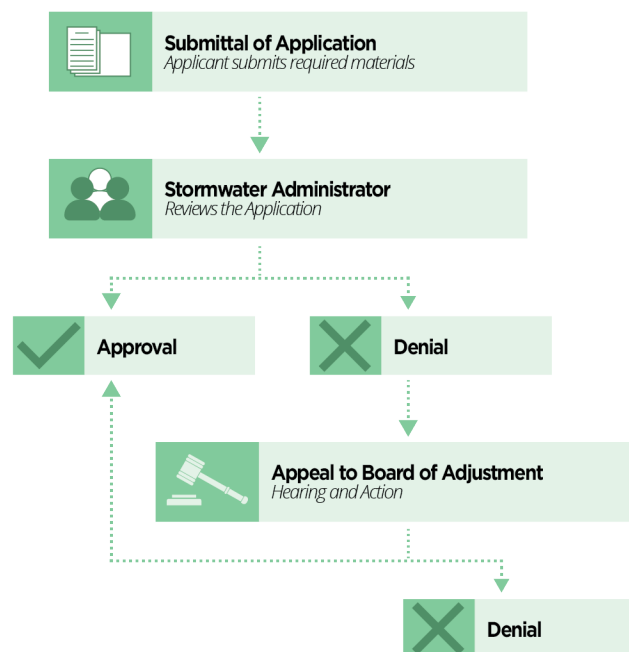 Submittal of Application
Applicant submits required materials
Stormwater Administrator
Reviews the Application
Approval
Denial
Appeal to Board of Adjustment
Hearing and Action
Denial